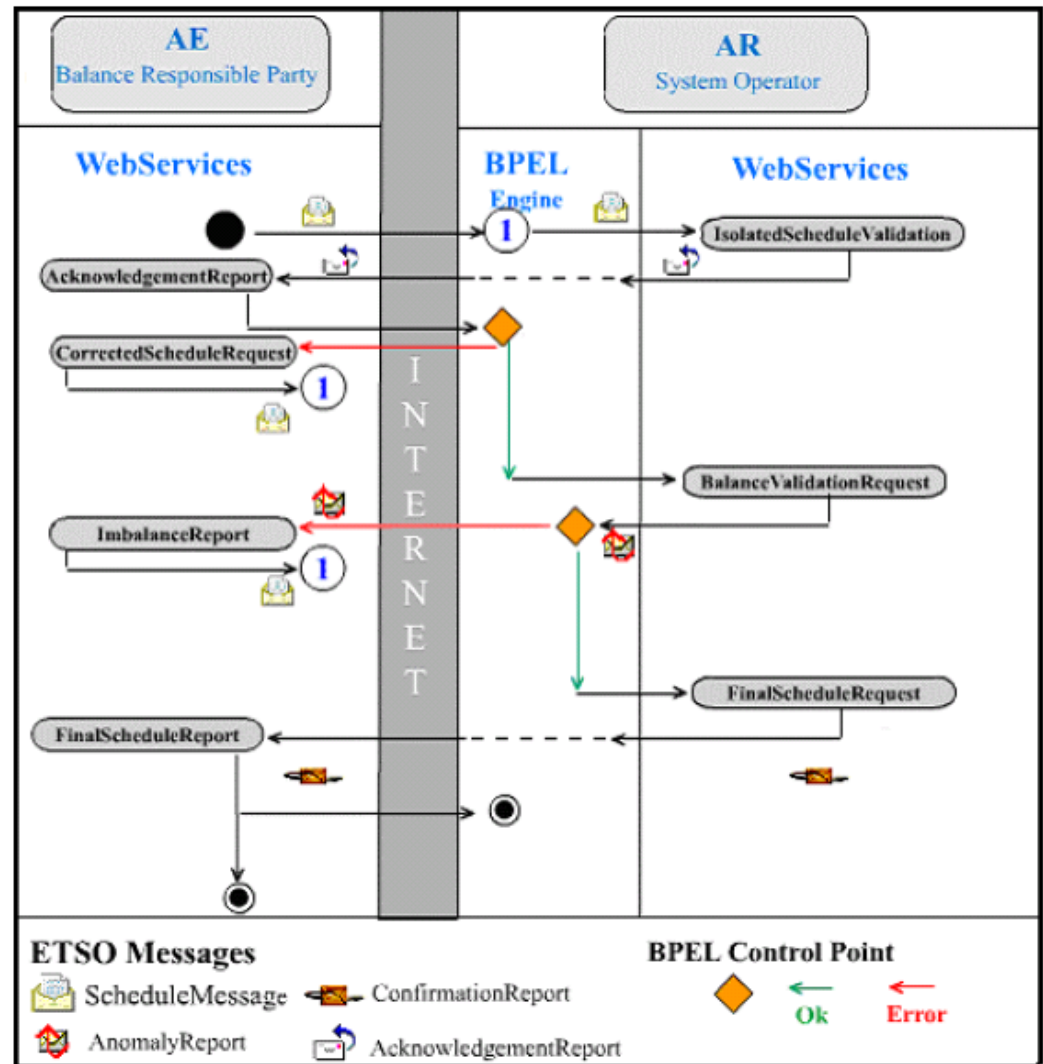 AE
Balance Responsible Party
AR
System Operator
WebServices
BPEL
Engine
WebServices
1
IsolatedScheduleValidation
AcknowledgementReport
CorrectedScheduleRequest
1
INTERNET
BalanceValidationRequest
ImbalanceReport
1
FinalScheduleRequest
FinalScheduleReport
ETSO Messages
BPEL Control Point
ScheduleMessage
ConfirmationReport
Ok
Error
AnomalyReport
AcknowledgementReport